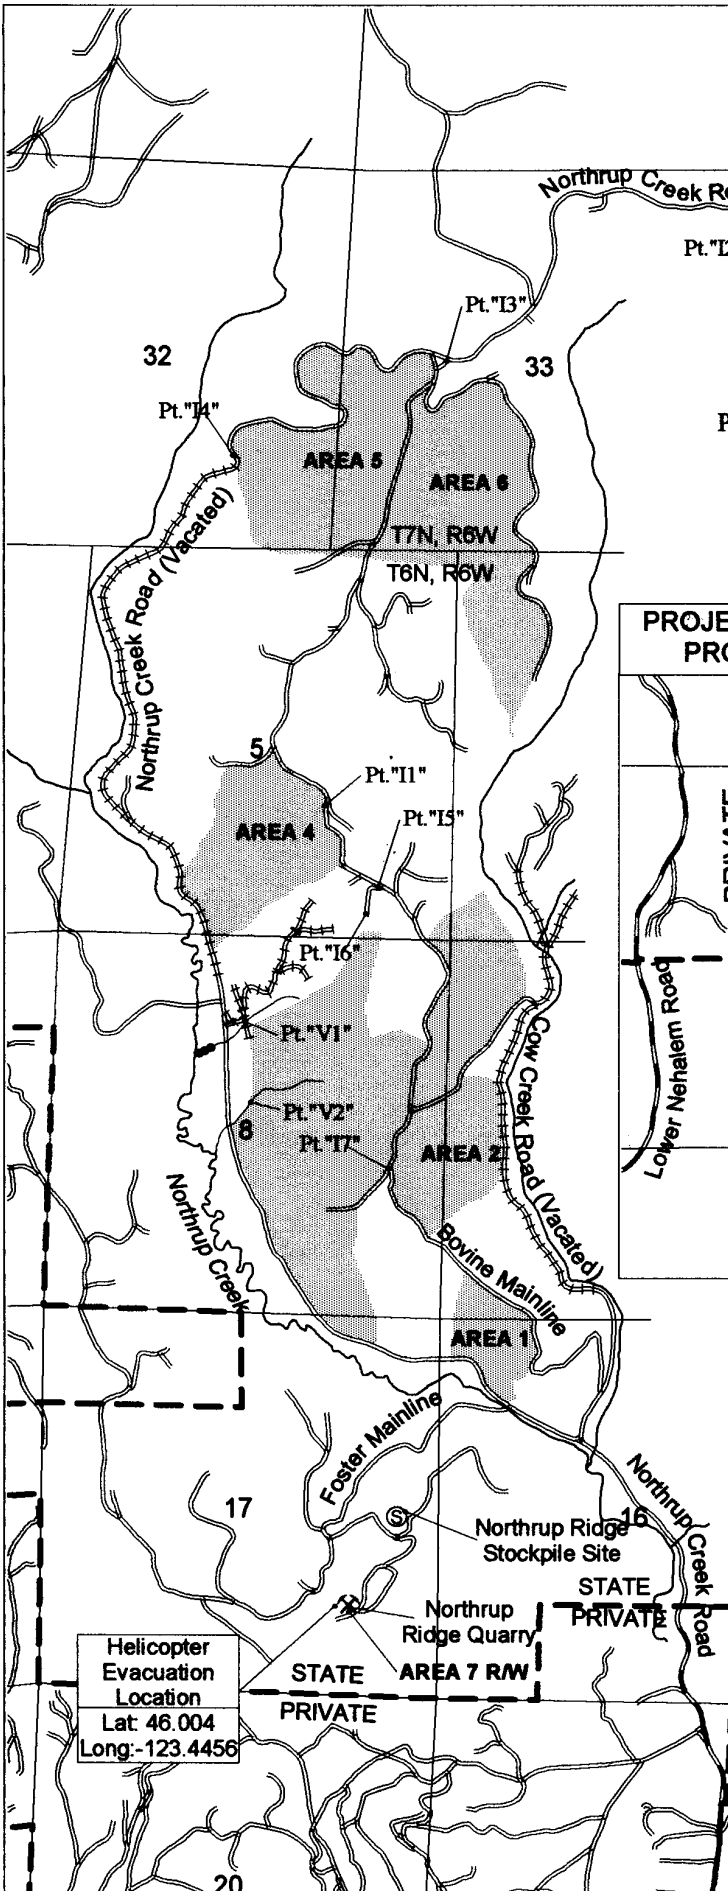 Northrup Creek
Pt."I3"
32
33
Pt."I4"
AREA 5
AREA 6
T7N, R6W
T6N, R6W
Northrup Creek Road (Vacated)
5
Pt."I1"
AREA 4
Pt."I5"
Pt."I6"
Pt."V1"
Cow Creek Road (Vacated)
Lower Nehalem Road
Pt."V2"
8
Pt."I7"
AREA 2
Northrup Creek
Bovine Mainline
AREA 1
Foster Mainline
17
16
Northrup Creek Road
Northrup Ridge
Stockpile Site
STATE
PRIVATE
Northrup
Ridge Quarry
AREA 7 R/W
Helicopter
Evacuation
Location
Lat: 46.004
Long:-123.4456
STATE
PRIVATE
S
20